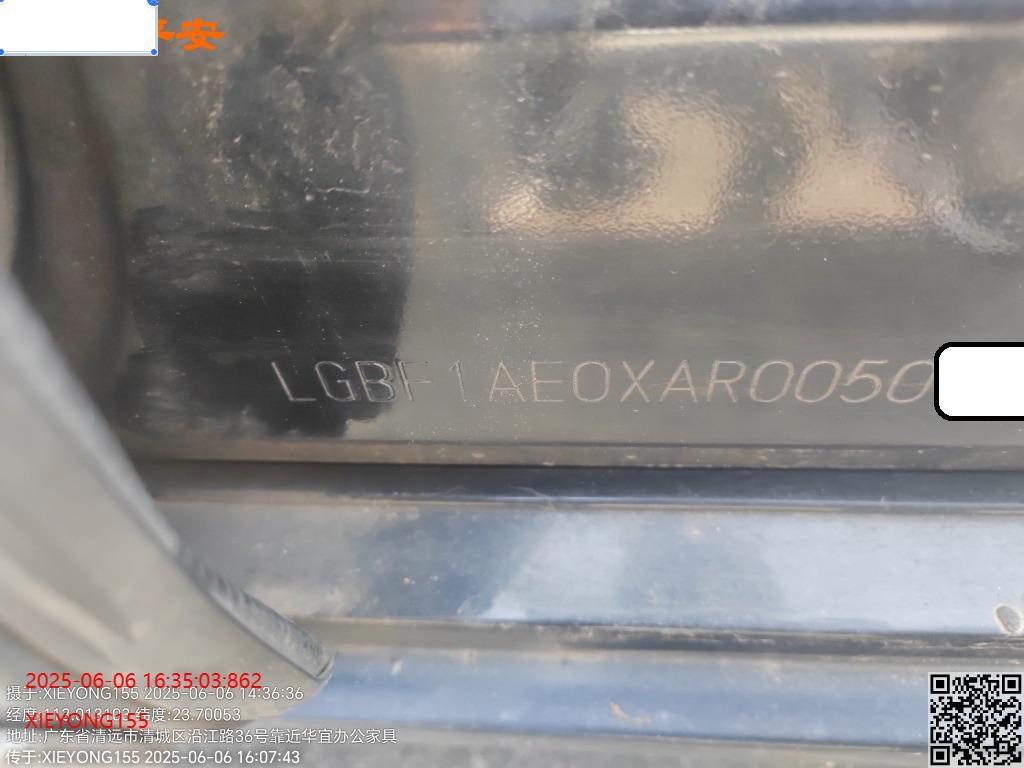 平安
LGBF1AE0XAR0050
2025-06-06 16:35:03:862
摄于:XIEYONG155 2025-06-06 14:36:36
纬度:23.70053
XIEYONG155
地址:广东省清远市清城区沿江路36号靠近华宜办公家具
传于:XIEYONG155 2025-06-06 16:07:43